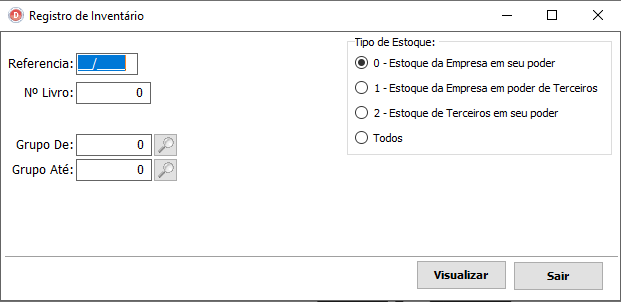 D Registro de Inventário
Referencia: __/____
Nº Livro: 0
Grupo De: 0
Grupo Até: 0
Tipo de Estoque:
0 - Estoque da Empresa em seu poder
1 - Estoque da Empresa em poder de Terceiros
2 - Estoque de Terceiros em seu poder
Todos
Visualizar Sair